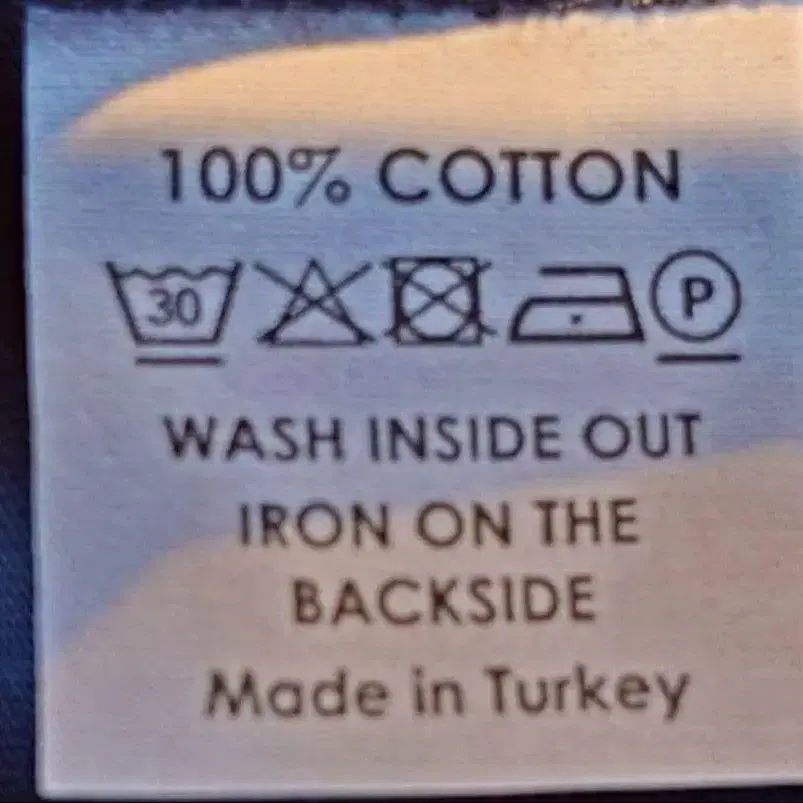 100% COTTON
30 P
WASH INSIDE OUT
IRON ON THE
BACKSIDE
Made in Turkey